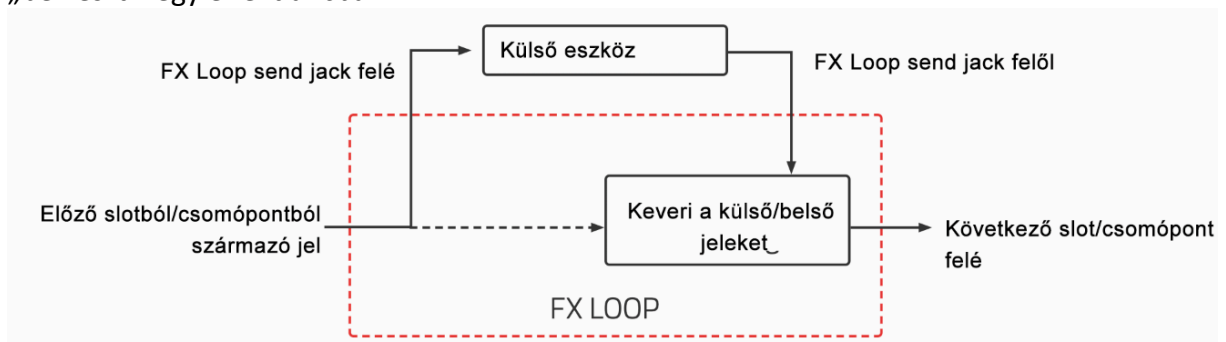 Külső eszköz
FX Loop send jack felé
FX Loop send jack felől
Előző slotból/csomópontból
származó jel
Keveri a külső/belső
jeleket
Következő slot/csomópont
felé
FX LOOP